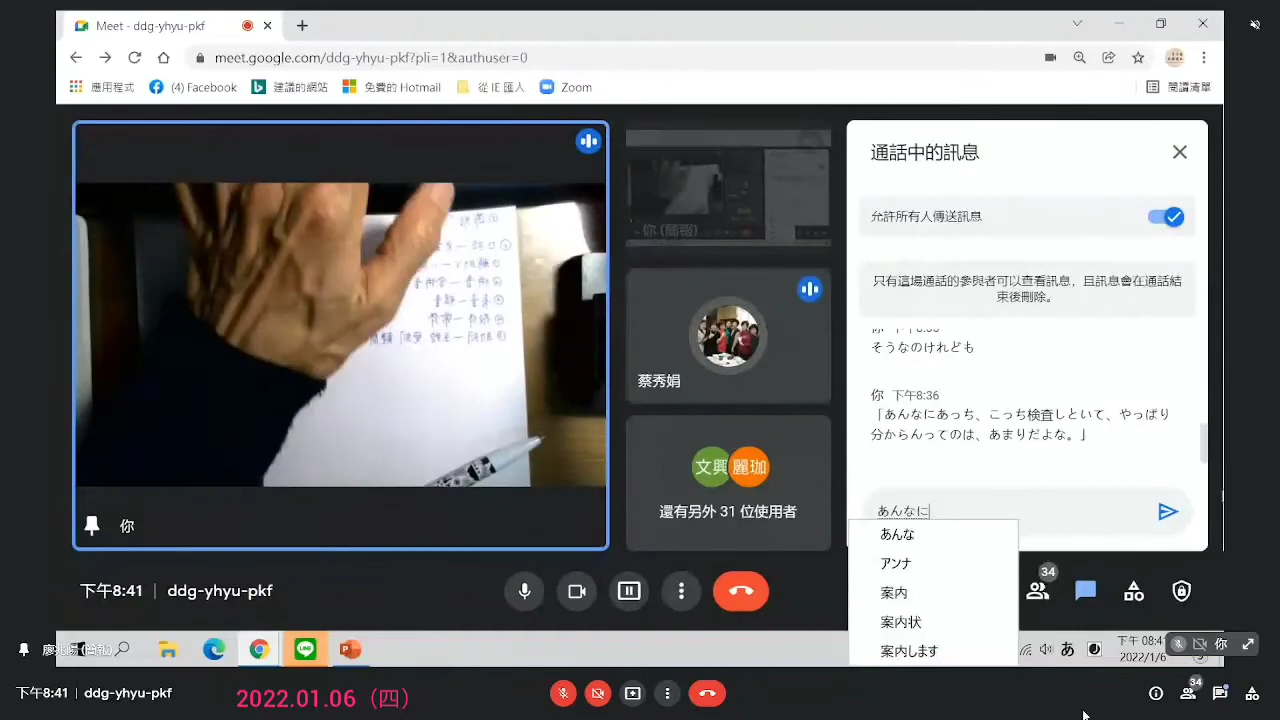 Meet - ddg-yhyu-pkf
meet.google.com/ddg-yhyu-pkf?pli=1&authuser=0
應用程式
(4) Facebook
建議的網站
免費的 Hotmail
從 IE 匯入
Zoom
閱讀清單
你
你 (簡報)
蔡秀娟
文興
麗珈
還有另外 31 位使用者
通話中的訊息
允許所有人傳送訊息
只有這場通話的參與者可以查看訊息，且訊息會在通話結
束後刪除。
そうなのけれども
你 下午8:36
「あんなにあっち、こっち検査しといて、やっぱり
分からんってのは、あまりだよな。」
あんなに
あんな
アンナ
案内
案内状
案内します
下午8:41
ddg-yhyu-pkf
34
あ
2022/1/6
你
下午8:41
ddg-yhyu-pkf
2022.01.06（四）
34